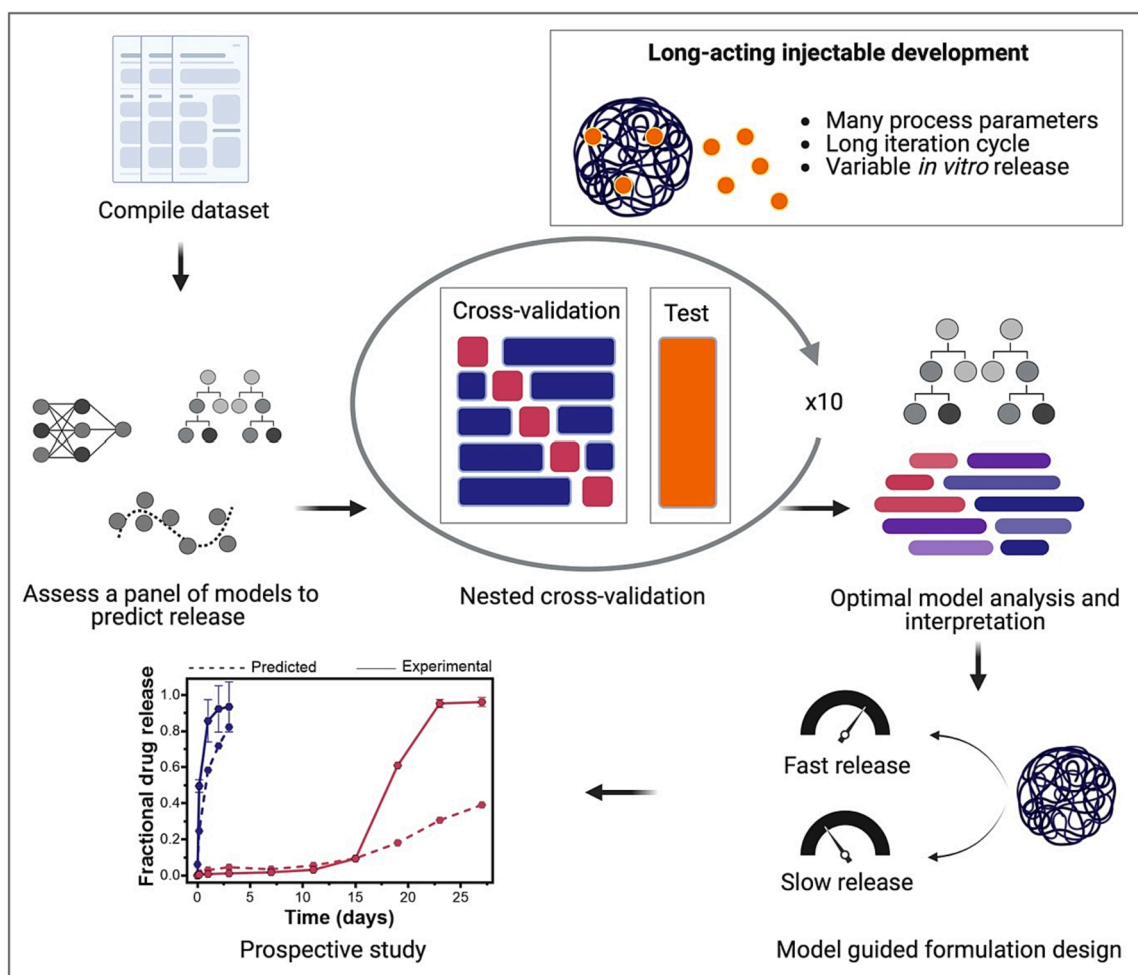 Long-acting injectable development
• Many process parameters
• Long iteration cycle
• Variable in vitro release
Compile dataset
Cross-validation
Test
x10
Assess a panel of models to
predict release
Nested cross-validation
Optimal model analysis and
interpretation
Predicted
Experimental
Fractional drug release
1.0
0.8
0.6
0.4
0.2
0.0
0
5
10
15
20
25
Time (days)
Prospective study
Fast release
Slow release
Model guided formulation design